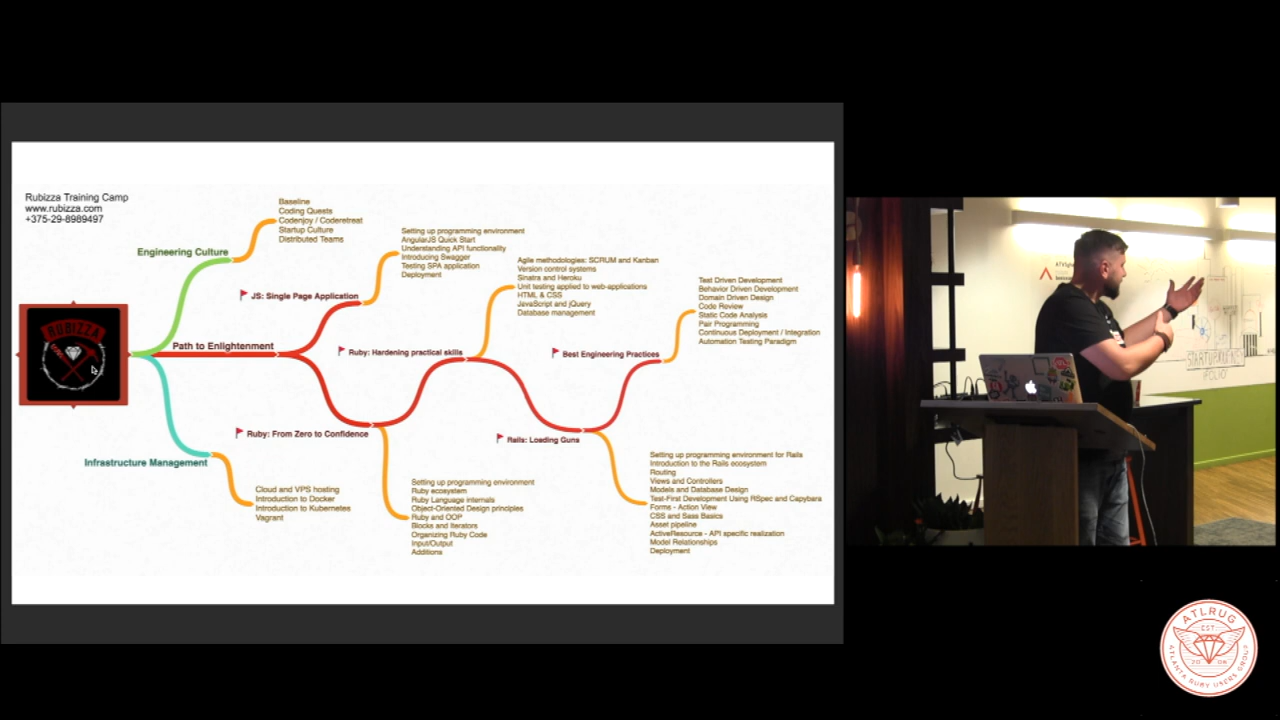 Rubizza Training Camp
www.rubizza.com
+375-29-8989497
RUBIZZA
Engineering Culture
Baseline
Coding Quests
Codenjoy / Coderetreat
Startup Culture
Distributed Teams
Path to Enlightenment
JS: Single Page Application
Setting up programming environment
AngularJS Quick Start
Understanding API functionality
Introducing Swagger
Testing SPA application
Deployment
Ruby: Hardening practical skills
Agile methodologies: SCRUM and Kanban
Version control systems
Sinatra and Heroku
Unit testing applied to web-applications
HTML & CSS
JavaScript and jQuery
Database management
Best Engineering Practices
Test Driven Development
Behavior Driven Development
Domain Driven Design
Code Review
Static Code Analysis
Pair Programming
Continuous Deployment / Integration
Automation Testing Paradigm
Ruby: From Zero to Confidence
Setting up programming environment
Ruby ecosystem
Ruby Language internals
Object-Oriented Design principles
Ruby and OOP
Blocks and Iterators
Organizing Ruby Code
Input/Output
Additions
Rails: Loading Guns
Setting up programming environment for Rails
Introduction to the Rails ecosystem
Routing
Views and Controllers
Models and Database Design
Test-First Development Using RSpec and Capybara
Forms - Action View
CSS and Sass Basics
Asset pipeline
ActiveResource - API specific realization
Model Relationships
Deployment
Infrastructure Management
Cloud and VPS hosting
Introduction to Docker
Introduction to Kubernetes
Vagrant
ATLRUG
EST
20 08
ATLANTA RUBY USERS GROUP